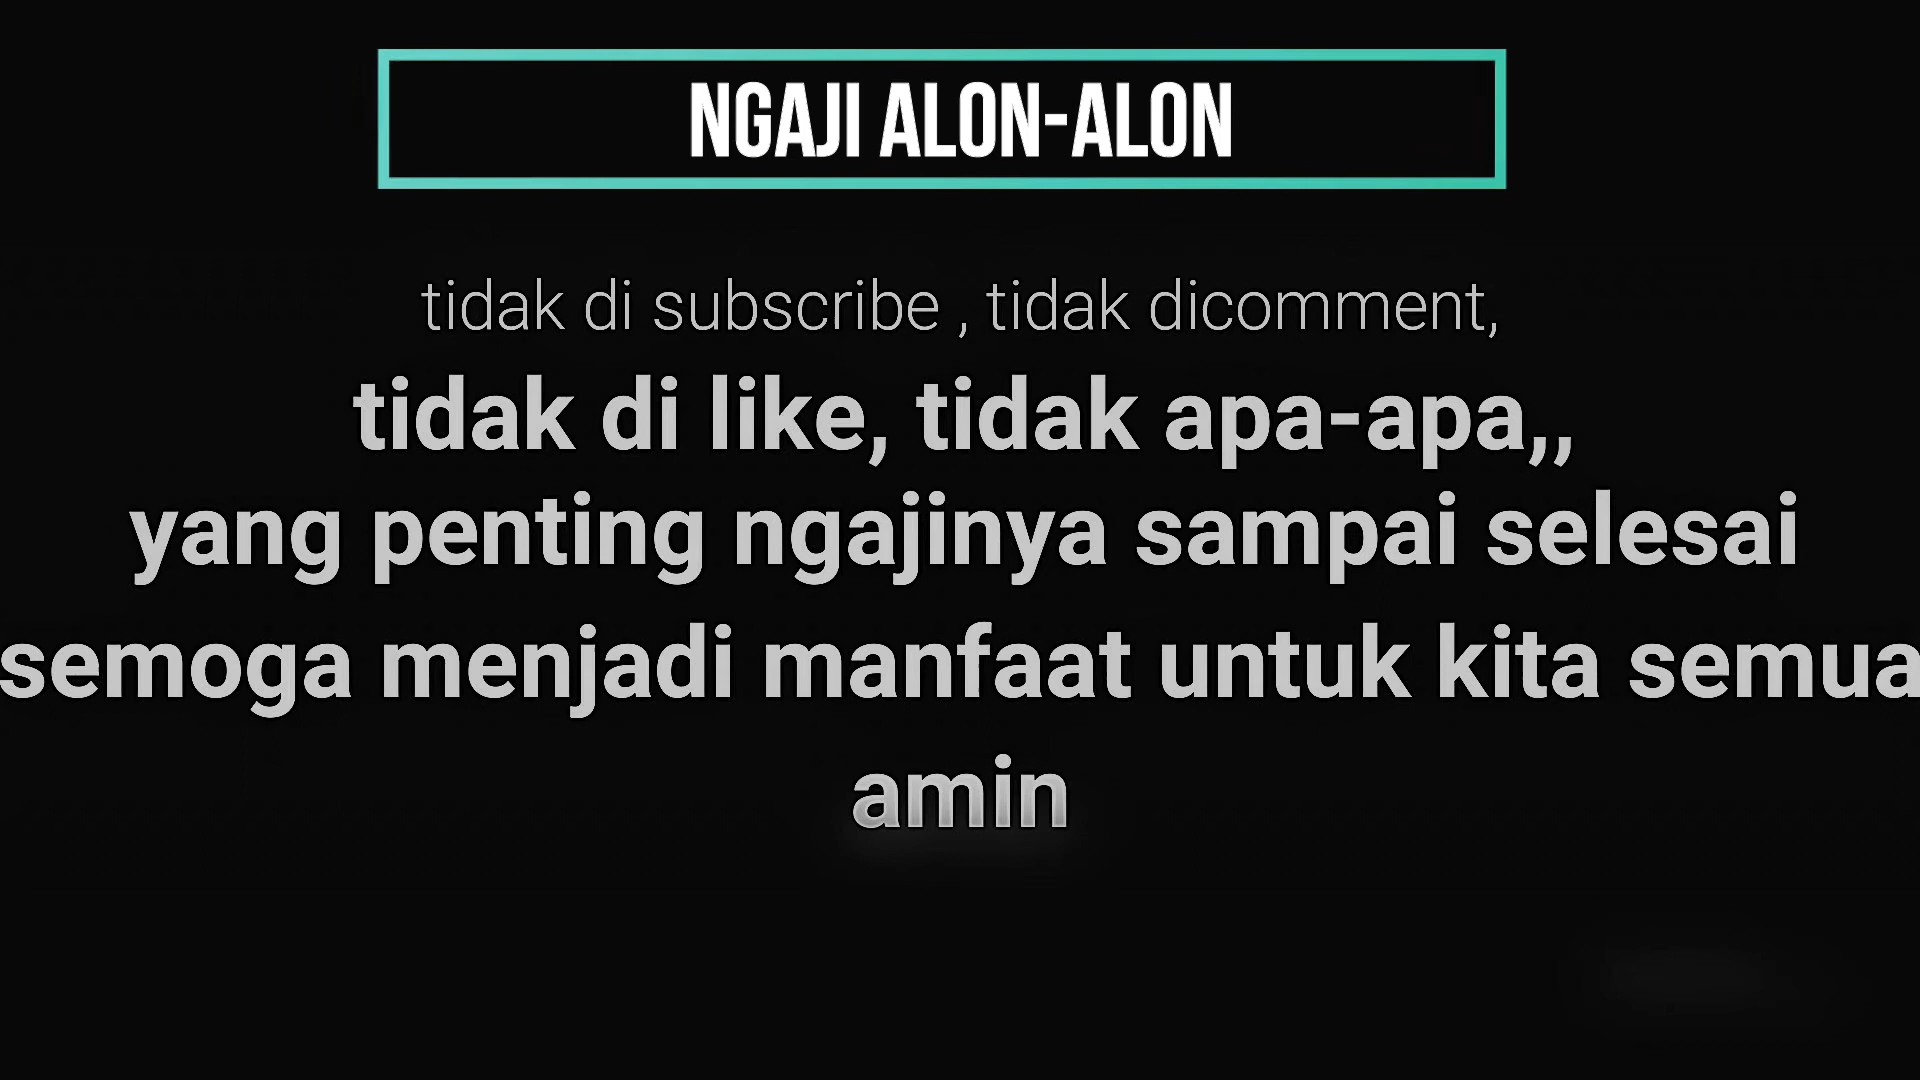 NGAJI ALON-ALON
tidak di subscribe , tidak dicomment,
tidak di like, tidak apa-apa,,
yang penting ngajinya sampai selesai
semoga menjadi manfaat untuk kita semua
amin